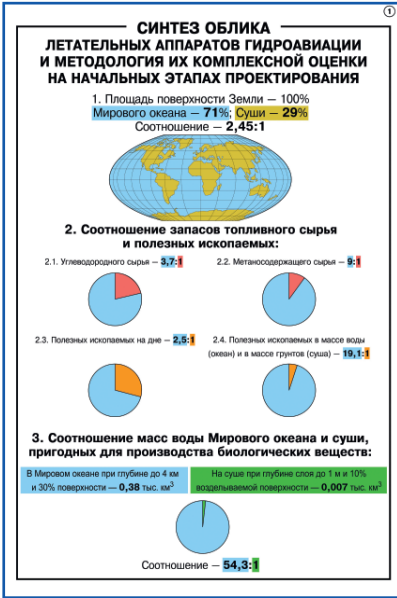 1
СИНТЕЗ ОБЛИКА
ЛЕТАТЕЛЬНЫХ АППАРАТОВ ГИДРОАВИАЦИИ
И МЕТОДОЛОГИЯ ИХ КОМПЛЕКСНОЙ ОЦЕНКИ
НА НАЧАЛЬНЫХ ЭТАПАХ ПРОЕКТИРОВАНИЯ
1. Площадь поверхности Земли — 100%
Мирового океана — 71%; Суши — 29%
Соотношение — 2,45:1
2. Соотношение запасов топливного сырья
и полезных ископаемых:
2.1. Углеводородного сырья — 3,7:1
2.2. Метаносодержащего сырья — 9:1
2.3. Полезных ископаемых на дне — 2,5:1
2.4. Полезных ископаемых в массе воды
(океан) и в массе грунтов (суша) — 19,1:1
3. Соотношение масс воды Мирового океана и суши,
пригодных для производства биологических веществ:
В Мировом океане при глубине до 4 км
и 30% поверхности — 0,38 тыс. км³
На суше при глубине слоя до 1 м и 10%
возделываемой поверхности — 0,007 тыс. км³
Соотношение — 54,3:1